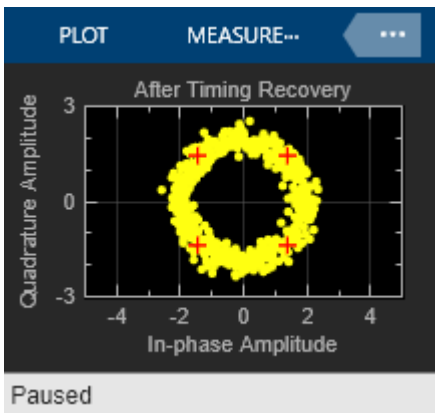 PLOT MEASURE... ...
After Timing Recovery
Quadrature Amplitude
3
0
-3
-4 -2 0 2 4
In-phase Amplitude
Paused